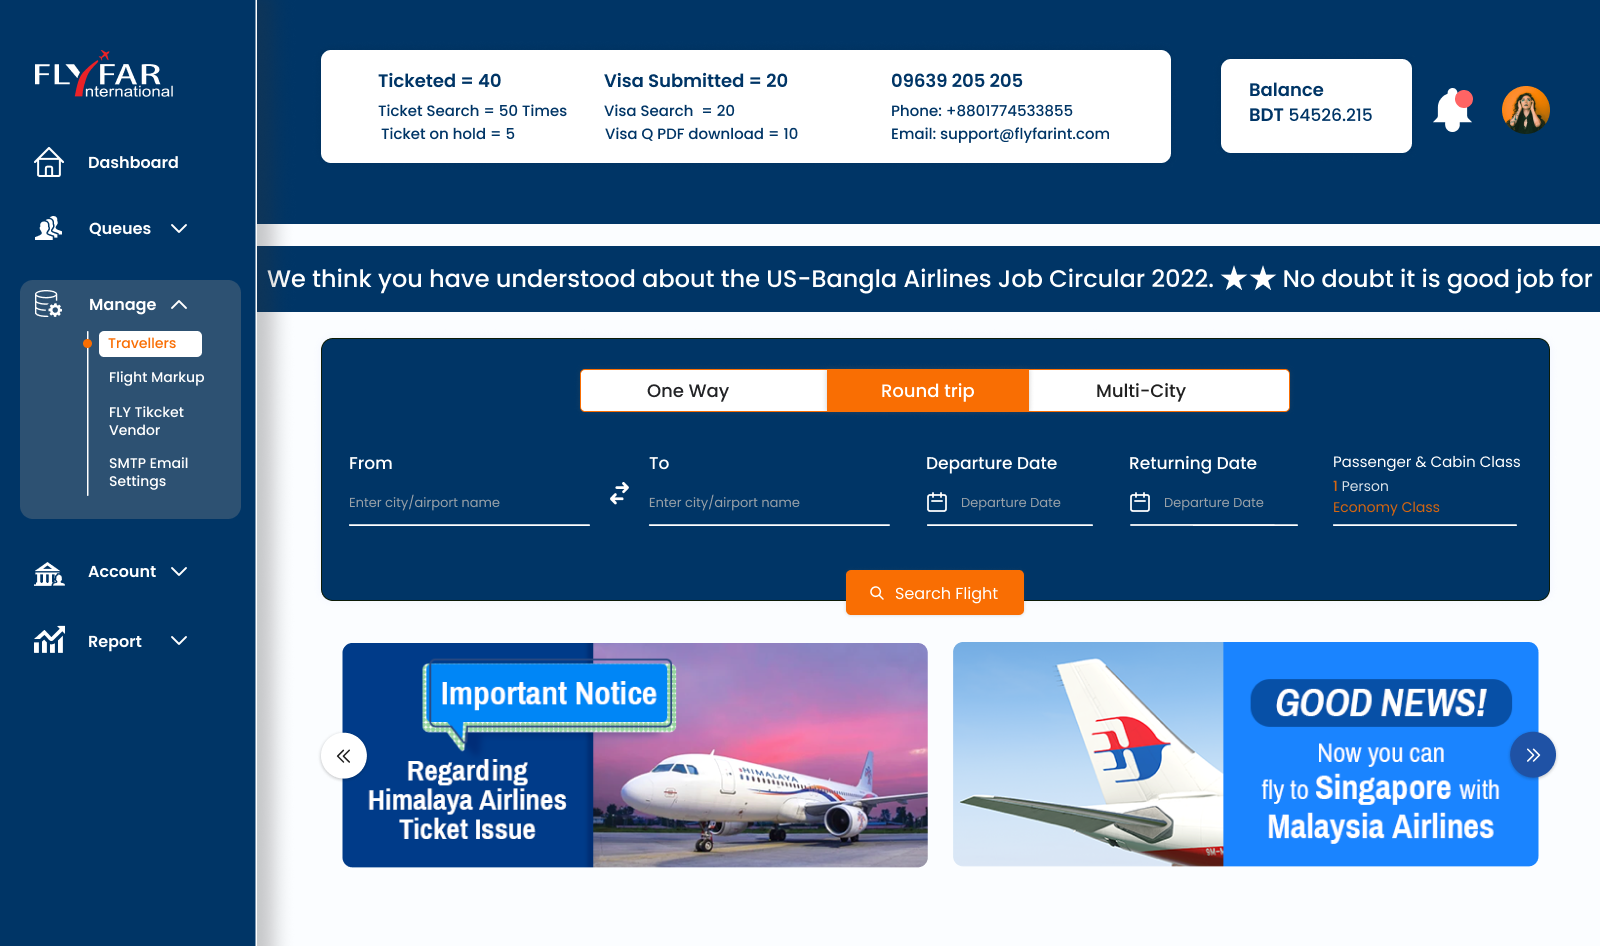 FLYFAR
International
Dashboard
Queues
Manage
Travellers
Flight Markup
FLY Tikcket
Vendor
SMTP Email
Settings
Account
Report
Ticketed = 40
Ticket Search = 50 Times
Ticket on hold = 5
Visa Submitted = 20
Visa Search = 20
Visa Q PDF download = 10
09639 205 205
Phone: +8801774533855
Email: support@flyfarint.com
Balance
BDT 54526.215
We think you have understood about the US-Bangla Airlines Job Circular 2022. ★★ No doubt it is good job for
One Way
Round trip
Multi-City
From
Enter city/airport name
To
Enter city/airport name
Departure Date
Departure Date
Returning Date
Departure Date
Passenger & Cabin Class
1 Person
Economy Class
Search Flight
Important Notice
Regarding
Himalaya Airlines
Ticket Issue
HIMALAYA
GOOD NEWS!
Now you can
fly to Singapore with
Malaysia Airlines